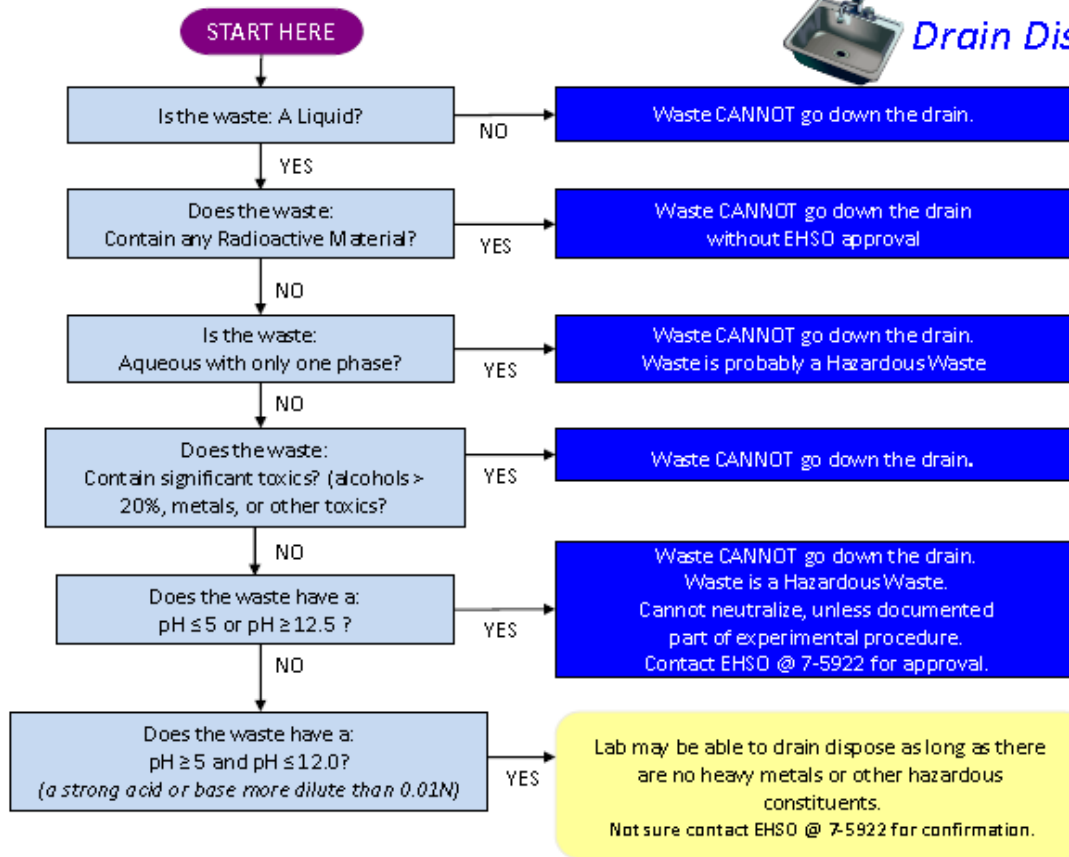 START HERE
Drain Dis
Is the waste: A Liquid?
NO
Waste CANNOT go down the drain.
YES
Does the waste:
Contain any Radioactive Material?
YES
Waste CANNOT go down the drain
without EHSO approval
NO
Is the waste:
Aqueous with only one phase?
YES
Waste CANNOT go down the drain.
Waste is probably a Hazardous Waste
NO
Does the waste:
Contain significant toxics? (alcohols >
20%, metals, or other toxics?
YES
Waste CANNOT go down the drain.
NO
Does the waste have a:
pH ≤ 5 or pH ≥ 12.5 ?
YES
Waste CANNOT go down the drain.
Waste is a Hazardous Waste.
Cannot neutralize, unless documented
part of experimental procedure.
Contact EHSO @ 7-5922 for approval.
NO
Does the waste have a:
pH ≥ 5 and pH ≤ 12.0?
(a strong acid or base more dilute than 0.01N)
YES
Lab may be able to drain dispose as long as there
are no heavy metals or other hazardous
constituents.
Not sure contact EHSO @ 7-5922 for confirmation.